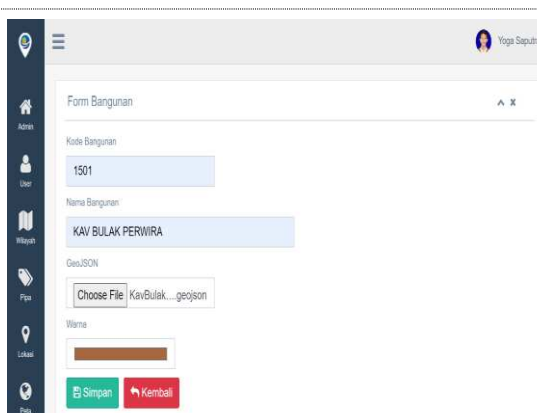 Yoga Saputr
Form Bangunan
Admin
Kode Bangunan
1501
User
Nama Bangunan
KAV BULAK PERWIRA
Wilayah
GeoJSON
Choose File KavBulak....geojson
Pipa
Warna
Lokasi
Simpan Kembali
Peta